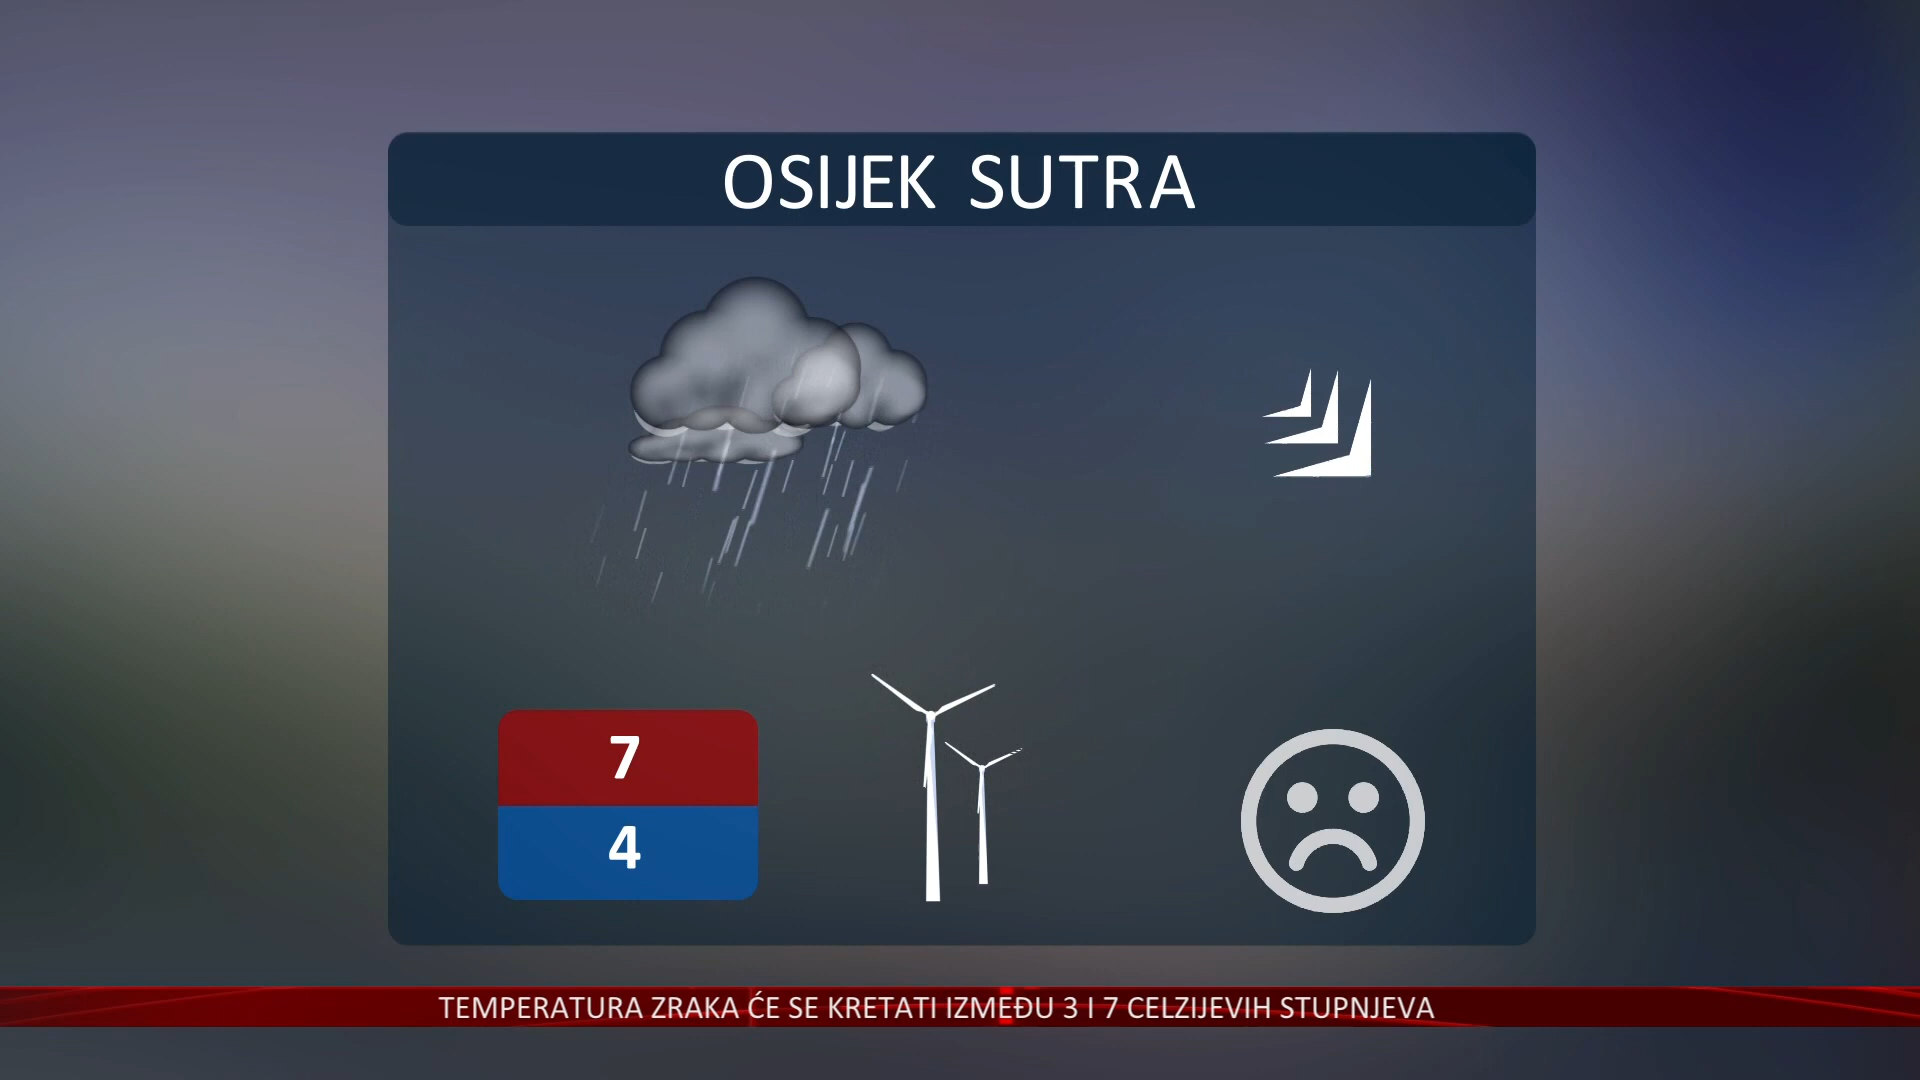 OSIJEK SUTRA
7
4
TEMPERATURA ZRAKA ĆE SE KRETATI IZMEĐU 3 I 7 CELZIJEVIH STUPNJEVA